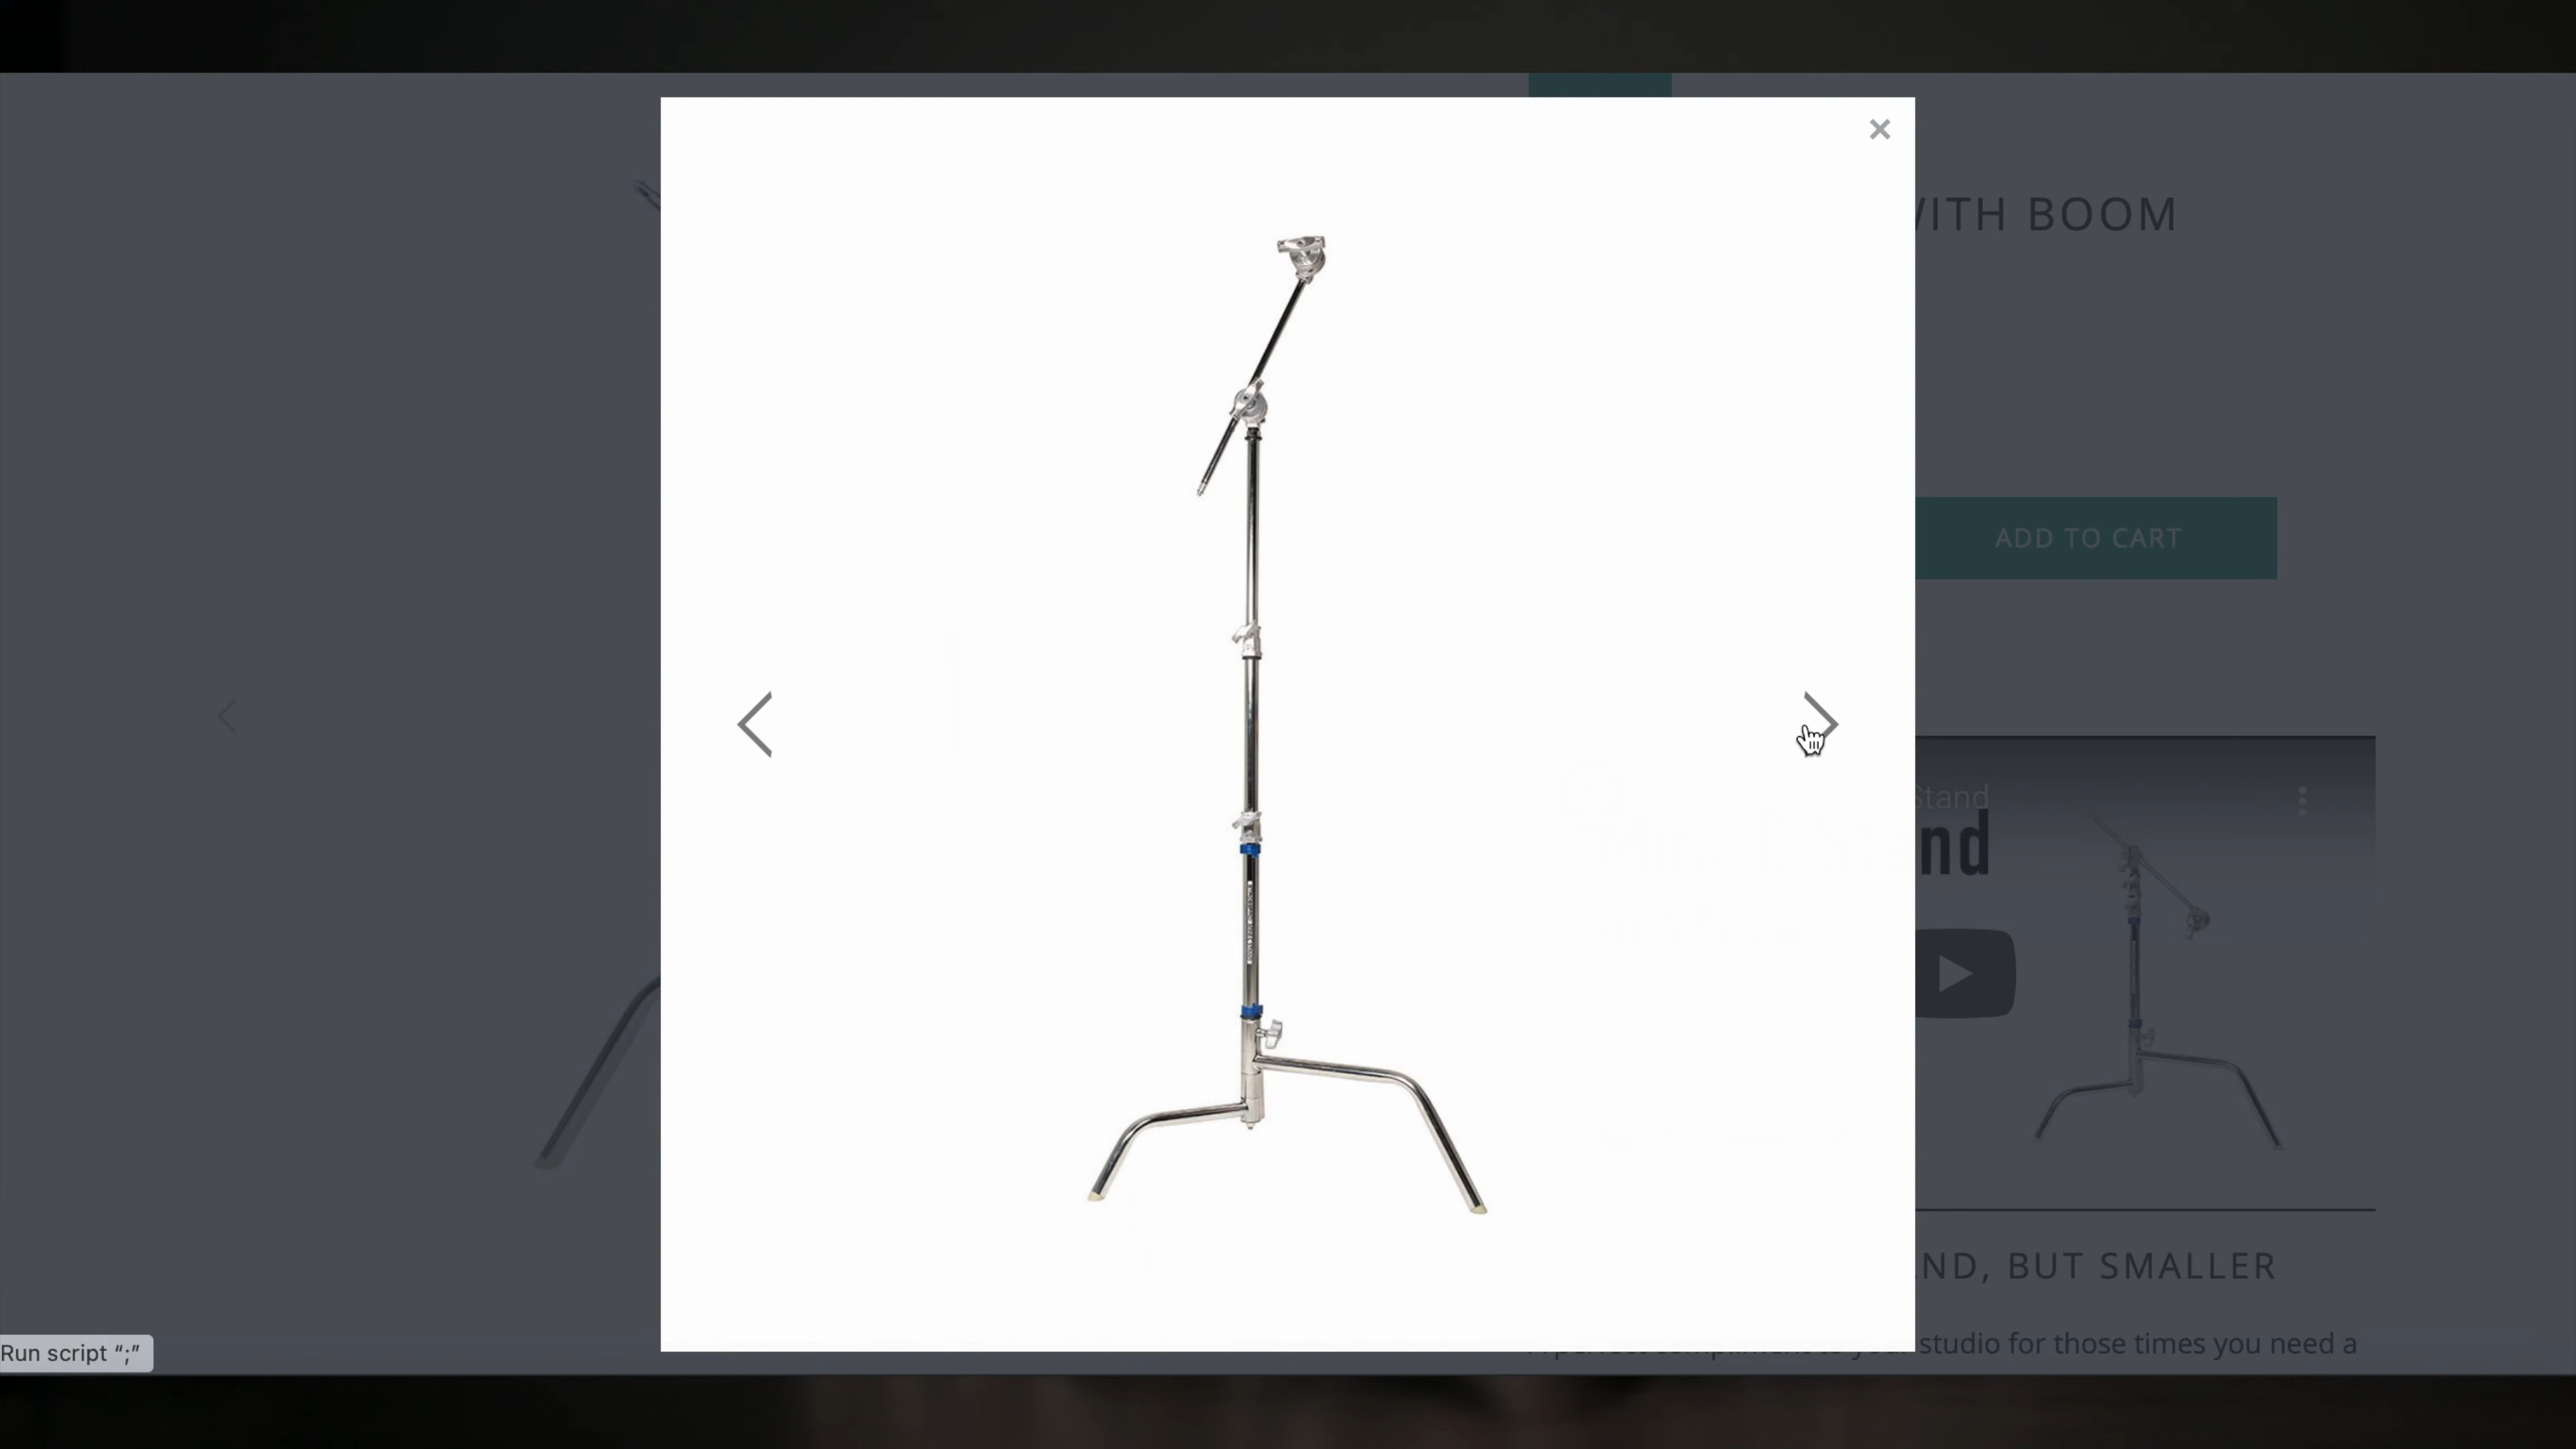 WITH BOOM
ADD TO CART
Stand
nd
ND, BUT SMALLER
studio for those times you need a
Run script “;”